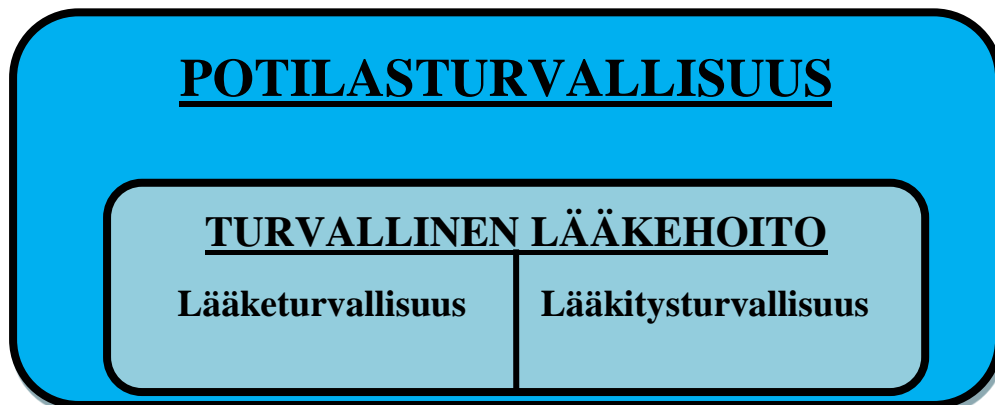 POTILASTURVALLISUUS
TURVALLINEN LÄÄKEHOITO
Lääketurvallisuus
Lääkitysturvallisuus